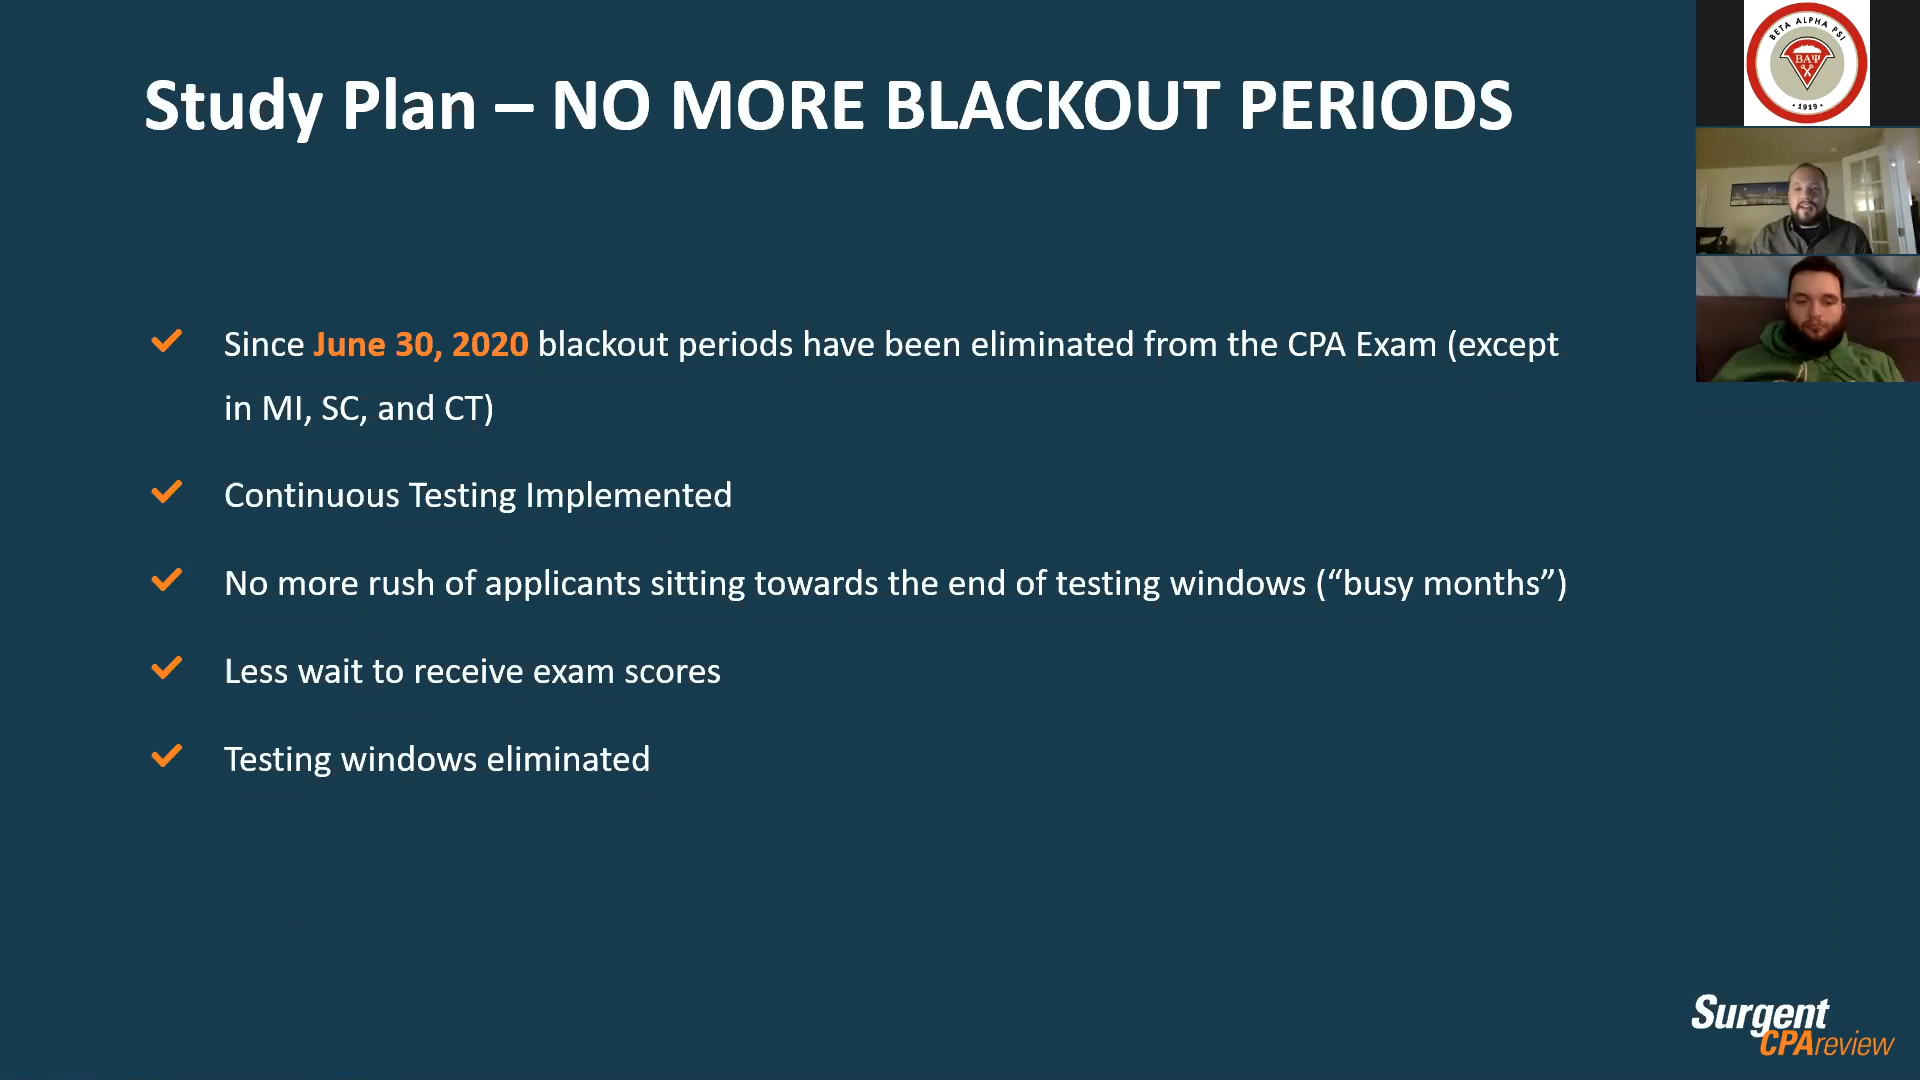 Study Plan – NO MORE BLACKOUT PERIODS
BETA ALPHA PSI
ΒΑΨ
• 1919 •
Since June 30, 2020 blackout periods have been eliminated from the CPA Exam (except
in MI, SC, and CT)
Continuous Testing Implemented
No more rush of applicants sitting towards the end of testing windows (“busy months”)
Less wait to receive exam scores
Testing windows eliminated
Surgent
CPAreview